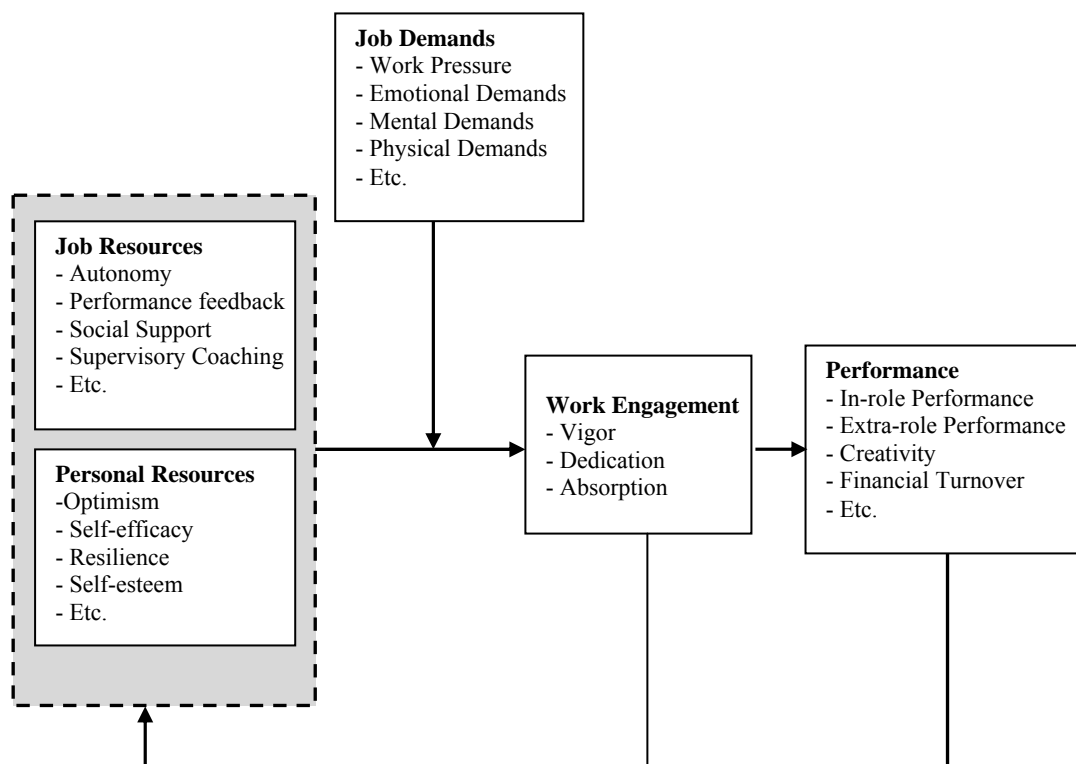 Job Demands
- Work Pressure
- Emotional Demands
- Mental Demands
- Physical Demands
- Etc.
Job Resources
- Autonomy
- Performance feedback
- Social Support
- Supervisory Coaching
- Etc.
Personal Resources
-Optimism
- Self-efficacy
- Resilience
- Self-esteem
- Etc.
Work Engagement
- Vigor
- Dedication
- Absorption
Performance
- In-role Performance
- Extra-role Performance
- Creativity
- Financial Turnover
- Etc.